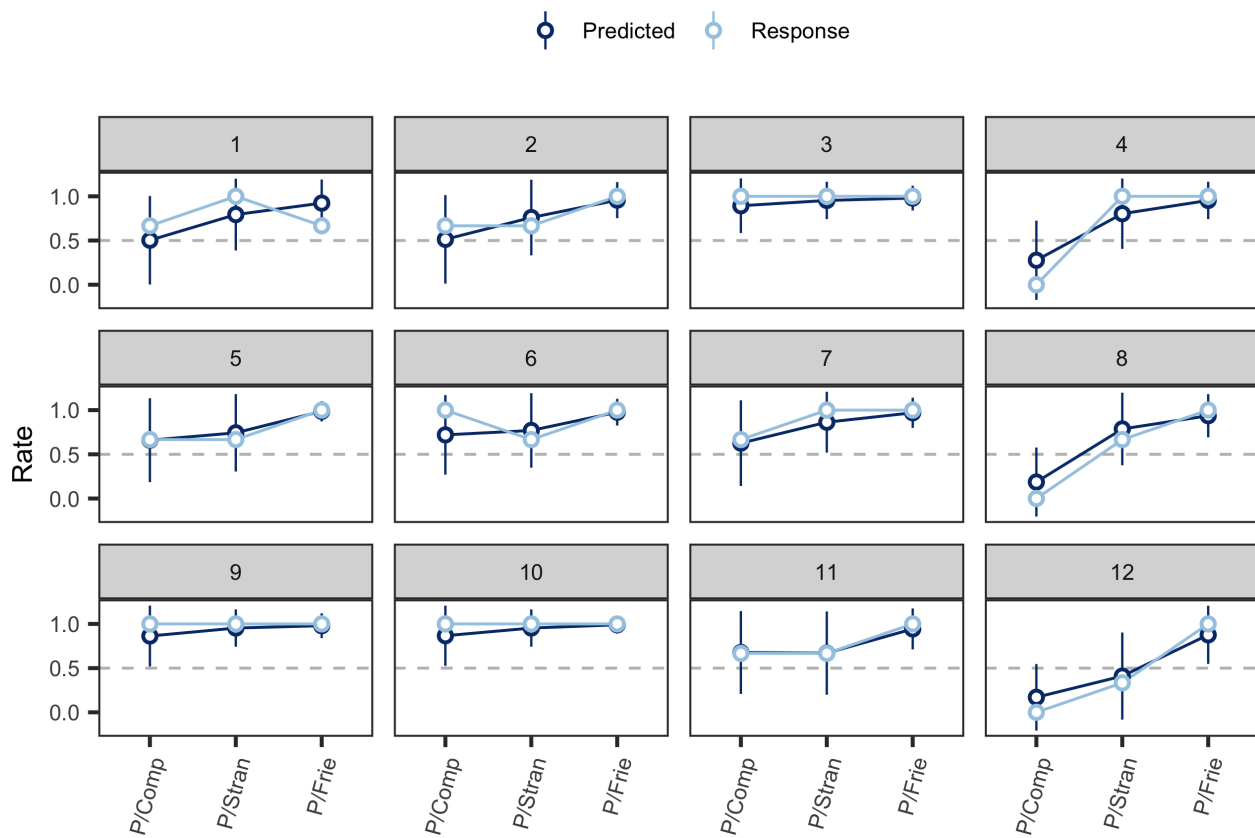 Predicted Response
1 2 3 4
1.0
0.5
0.0
5 6 7 8
1.0
0.5
0.0
Rate
9 10 11 12
1.0
0.5
0.0
P/Comp P/Stran P/Frie P/Comp P/Stran P/Frie P/Comp P/Stran P/Frie P/Comp P/Stran P/Frie